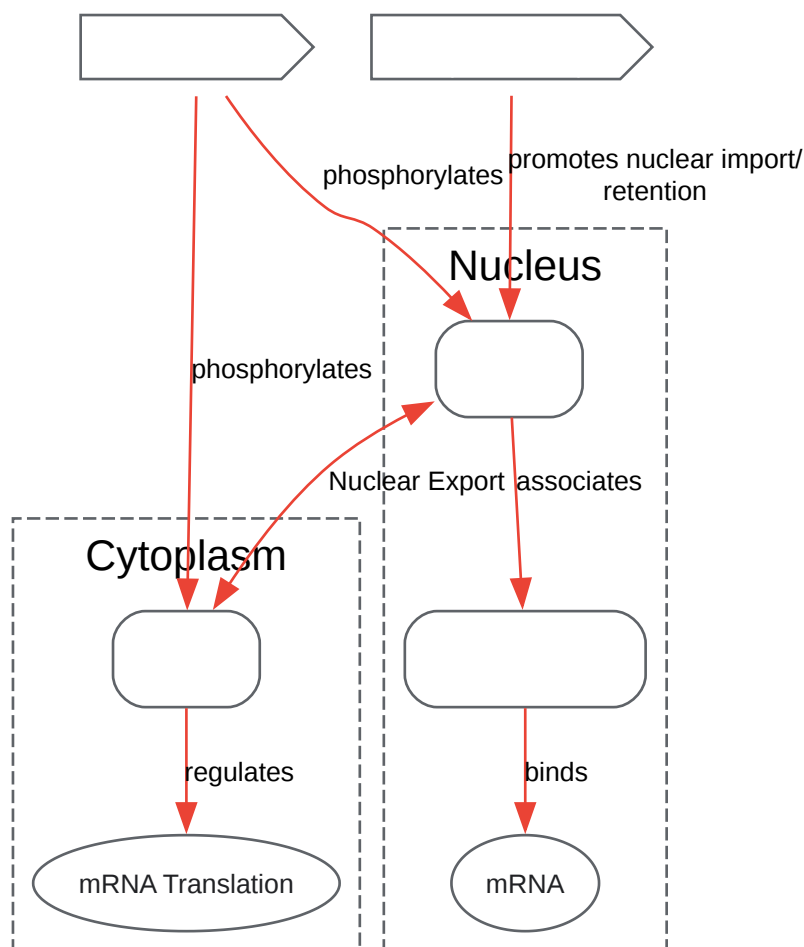 phosphorylates
promotes nuclear import/
retention
Nucleus
phosphorylates
Nuclear Export
associates
Cytoplasm
regulates
binds
mRNA Translation
mRNA